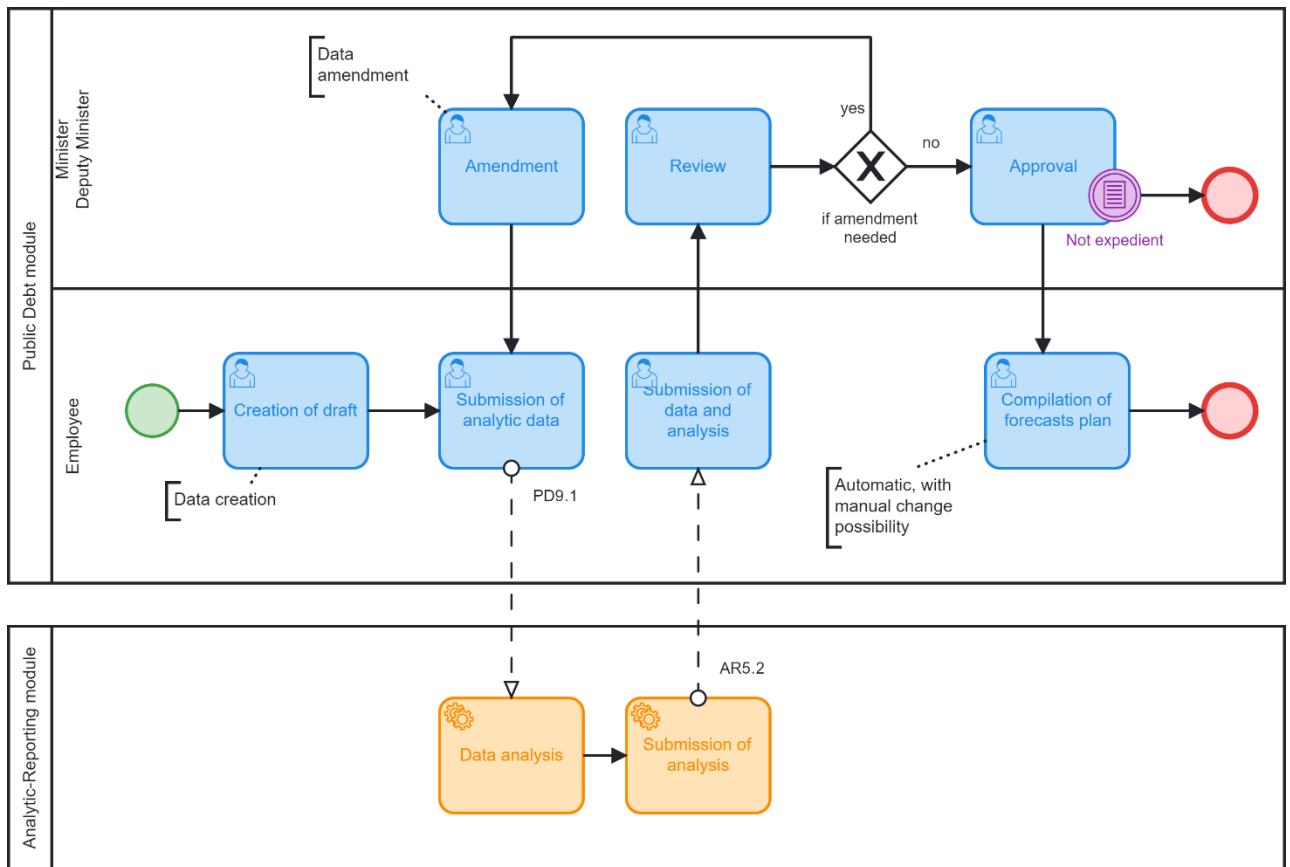 Public Debt module
Minister
Deputy Minister
Data
amendment
Amendment
Review
yes
no
if amendment
needed
Approval
Not expedient
Employee
Creation of draft
Data creation
Submission of
analytic data
PD9.1
Submission of
data and
analysis
Compilation of
forecasts plan
Automatic, with
manual change
possibility
Analytic-Reporting module
AR5.2
Data analysis
Submission of
analysis